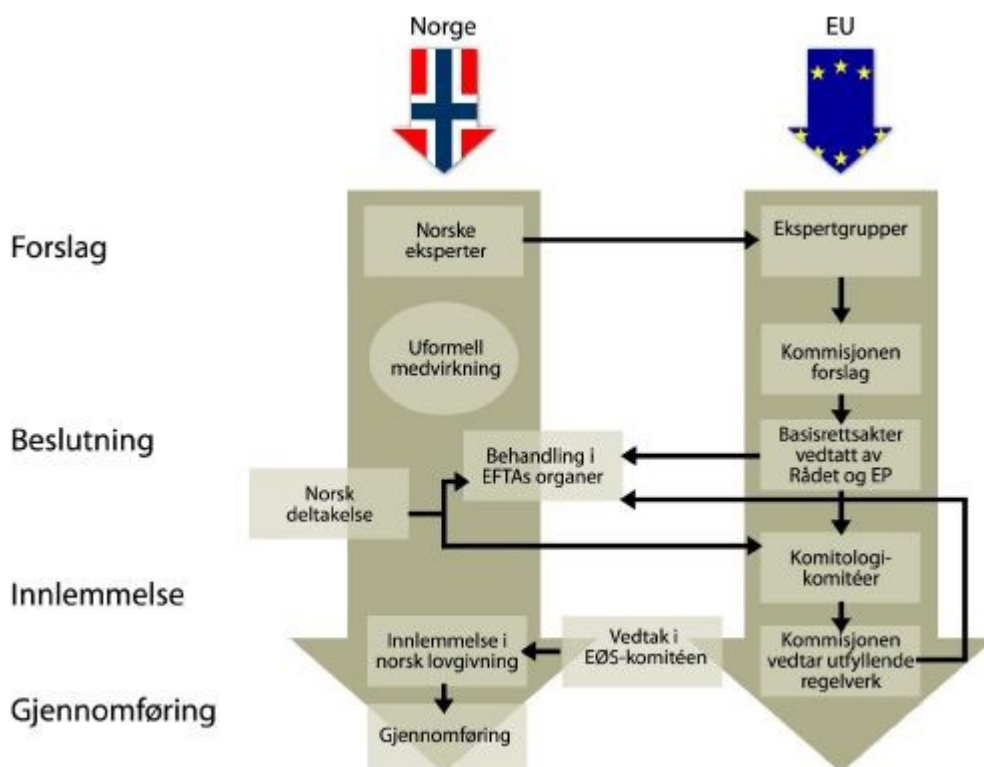 Norge
EU
Forslag
Norske
eksperter
Ekspertgrupper
Uformell
medvirkning
Kommisjonen
forslag
Beslutning
Behandling i
EFTAs organer
Basisrettsakter
vedtatt av
Rådet og EP
Norsk
deltakelse
Komitologi-
komitéer
Innlemmelse
Innlemmelse i
norsk lovgivning
Vedtak i
EØS-komitéen
Kommisjonen
vedtar utfyllende
regelverk
Gjennomføring
Gjennomføring